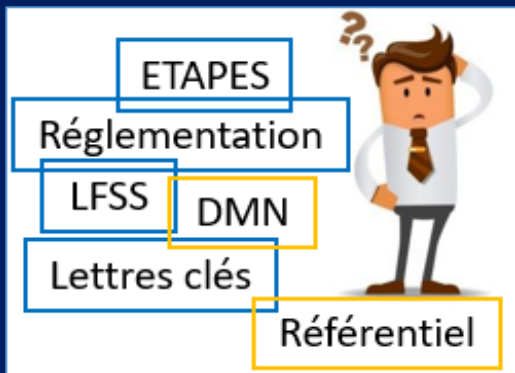 ??
?
ETAPES
Réglementation
LFSS
DMN
Lettres clés
Référentiel